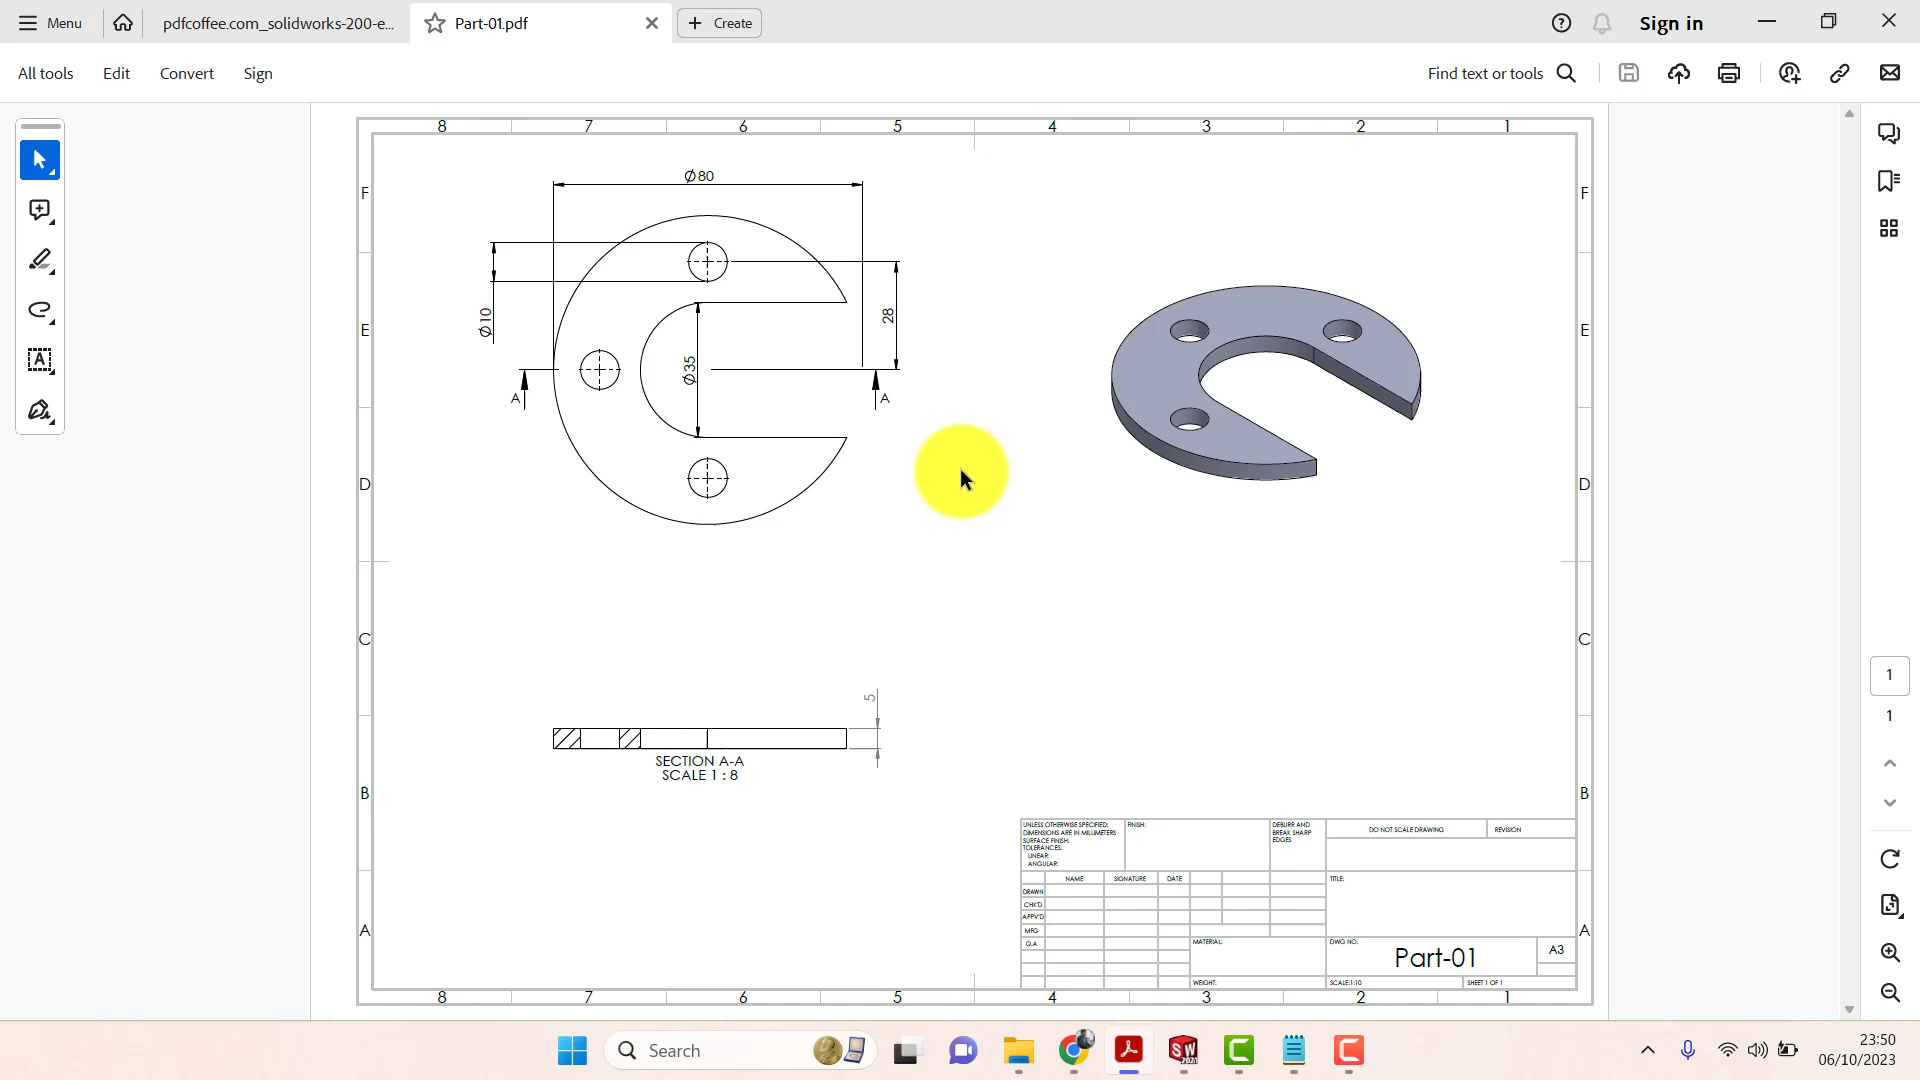 Menu
pdfcoffee.com_solidworks-200-e...
Part-01.pdf
Create
Sign in
All tools
Edit
Convert
Sign
Find text or tools
8 7 6 5 4 3 2 1
F F
E E
D D
C C
B B
A A
Ø80
Ø10
Ø35
28
A A
5
SECTION A-A
SCALE 1 : 8
UNLESS OTHERWISE SPECIFIED:
DIMENSIONS ARE IN MILLIMETERS
SURFACE FINISH:
TOLERANCES:
LINEAR:
ANGULAR:
FINISH:
DEBURR AND
BREAK SHARP
EDGES
DO NOT SCALE DRAWING
REVISION
NAME SIGNATURE DATE
TITLE:
DRAWN
CHK'D
APPV'D
MFG
Q.A
MATERIAL:
DWG NO.
Part-01
A3
WEIGHT:
SCALE:1:10
SHEET 1 OF 1
8 7 6 5 4 3 2 1
1
1
Search
SW
2021
23:50
06/10/2023